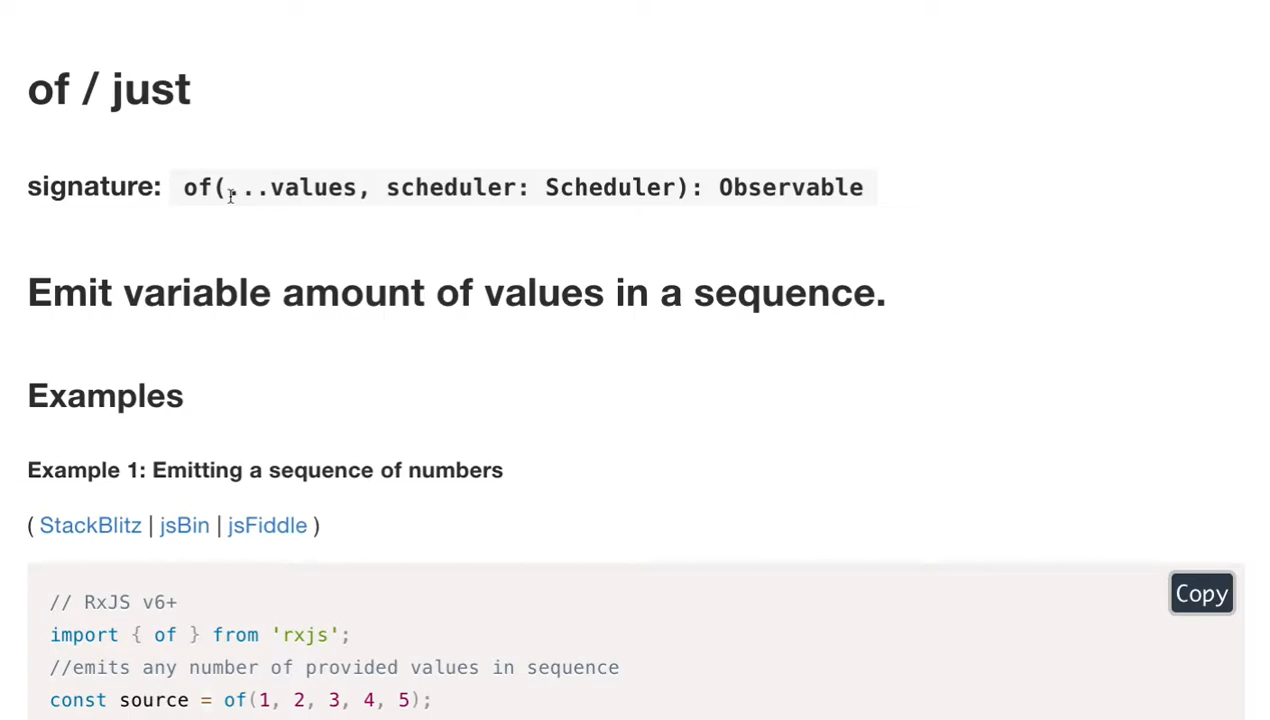 of / just
signature: of(...values, scheduler: Scheduler): Observable
Emit variable amount of values in a sequence.
Examples
Example 1: Emitting a sequence of numbers
( StackBlitz | jsBin | jsFiddle )
Copy
// RxJS v6+
import { of } from 'rxjs';
//emits any number of provided values in sequence
const source = of(1, 2, 3, 4, 5);